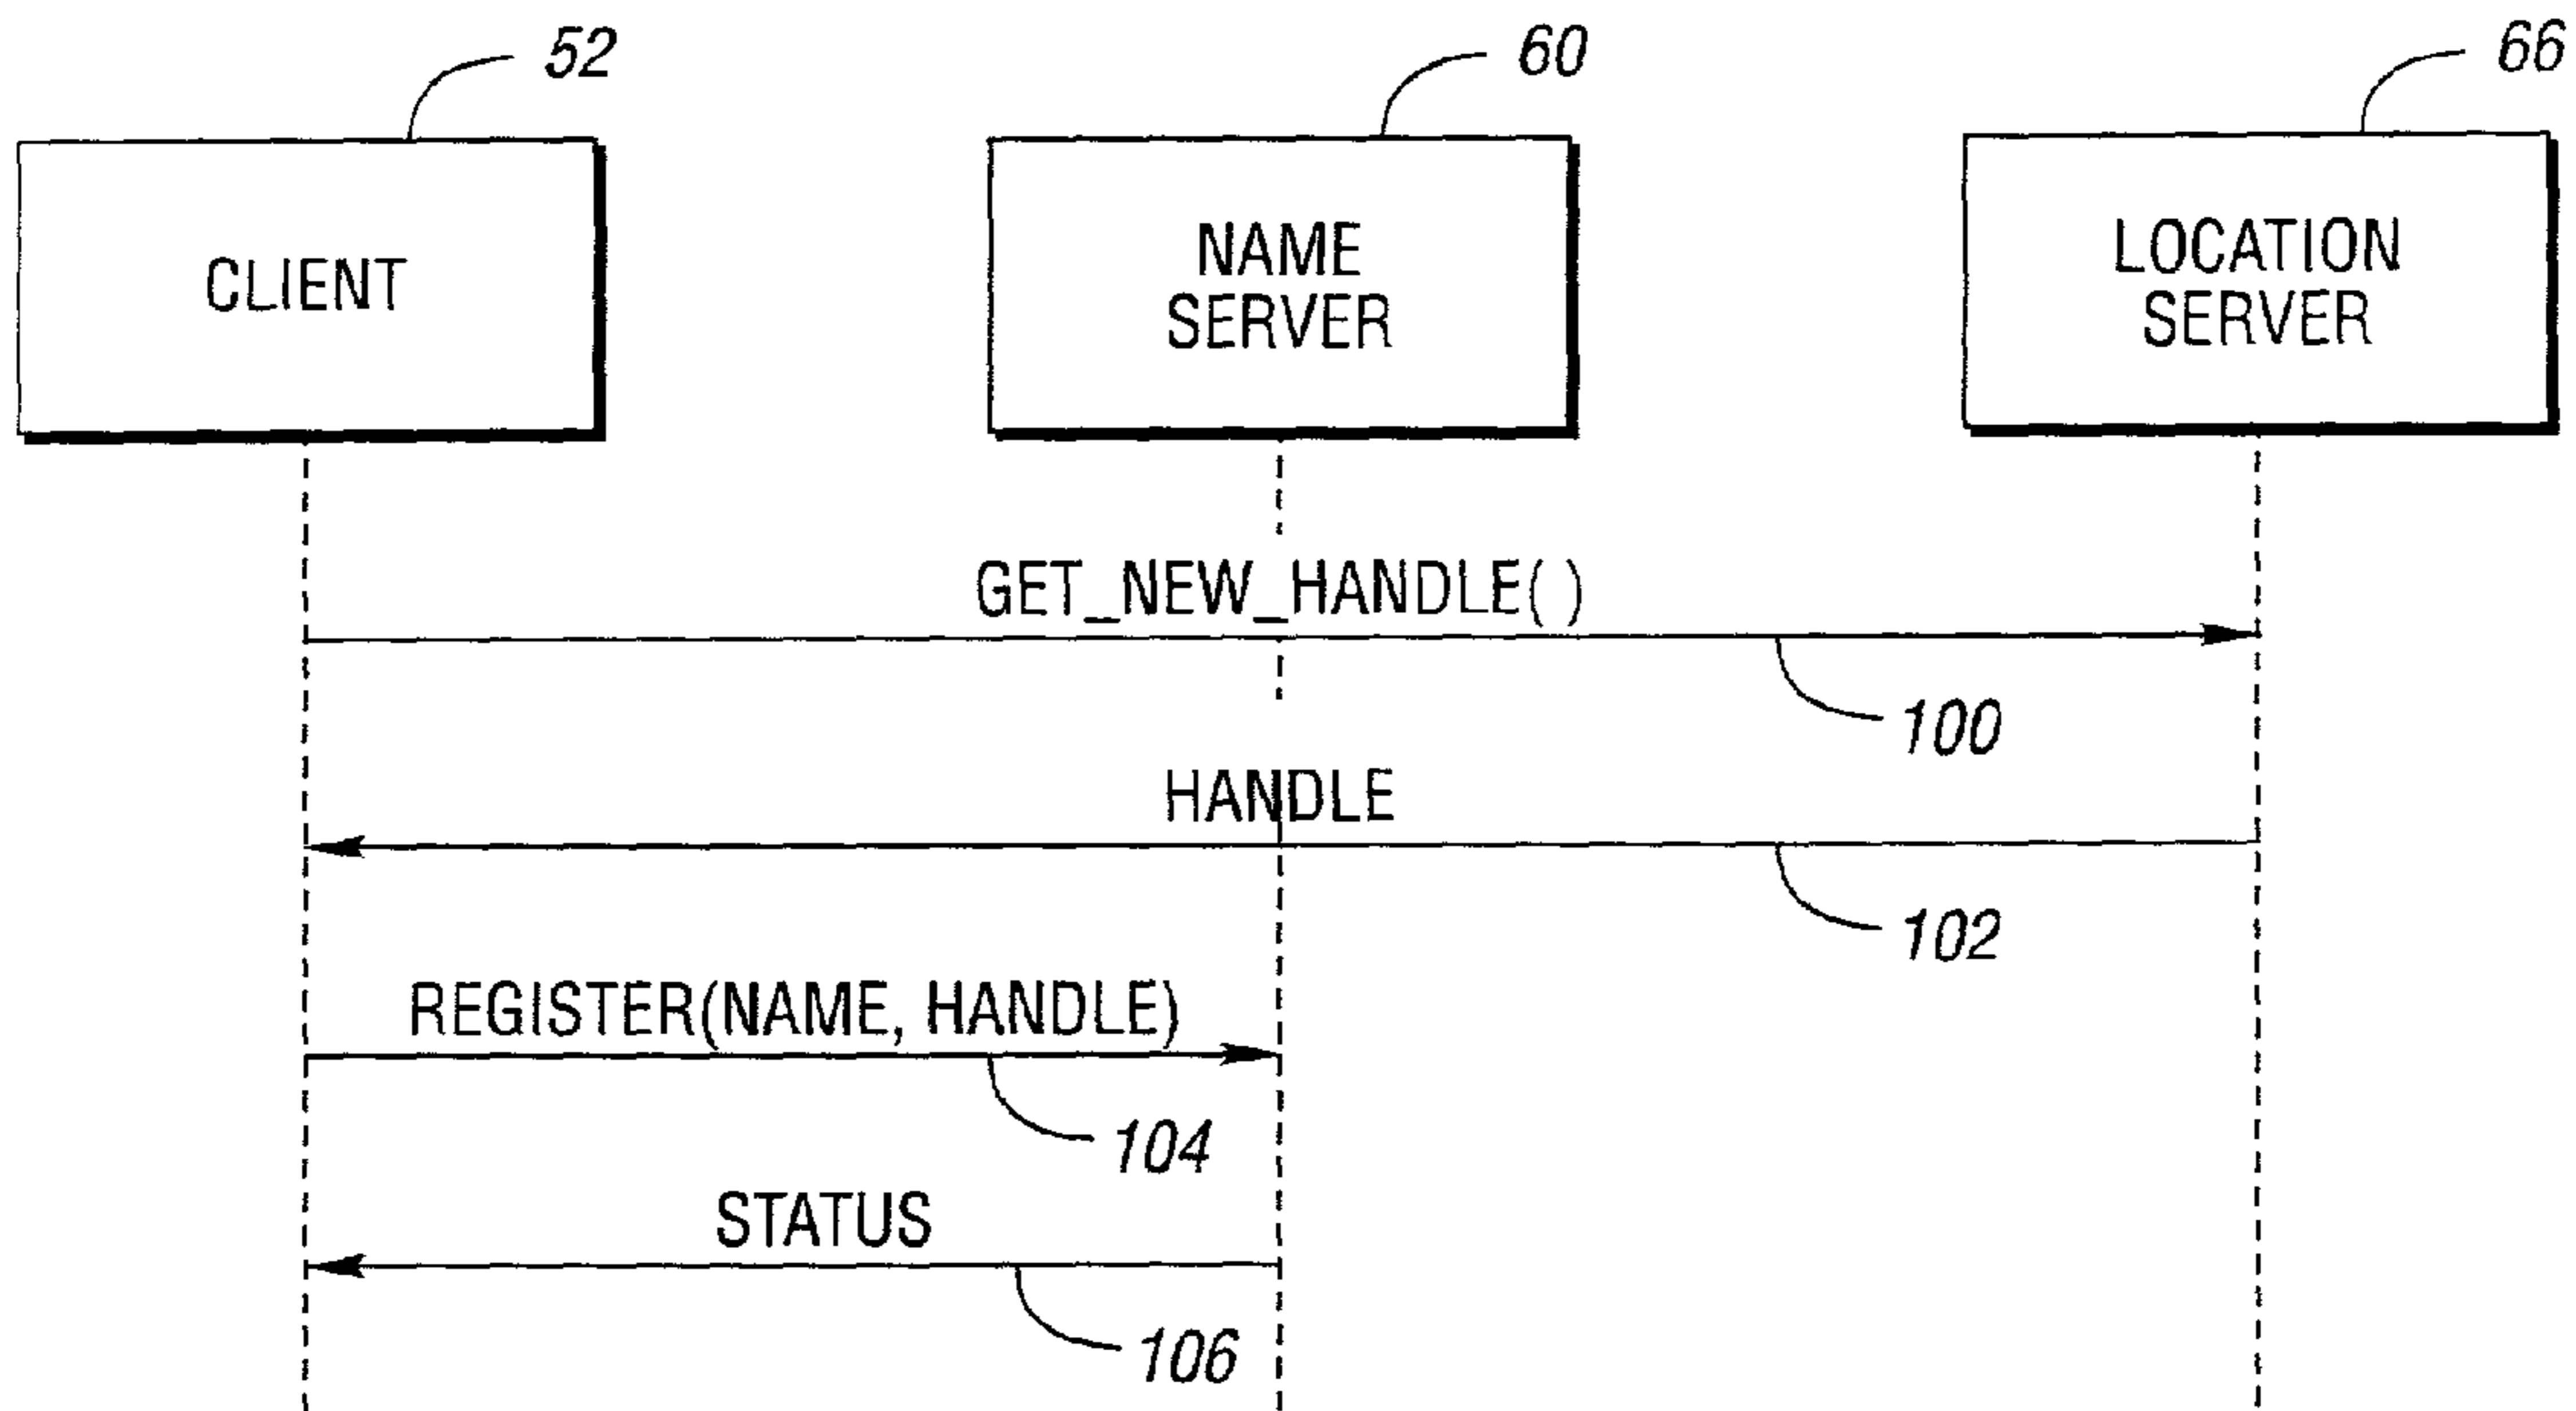 52
60
66
CLIENT
NAME
SERVER
LOCATION
SERVER
GET_NEW_HANDLE( )
100
HANDLE
102
REGISTER(NAME, HANDLE)
104
STATUS
106